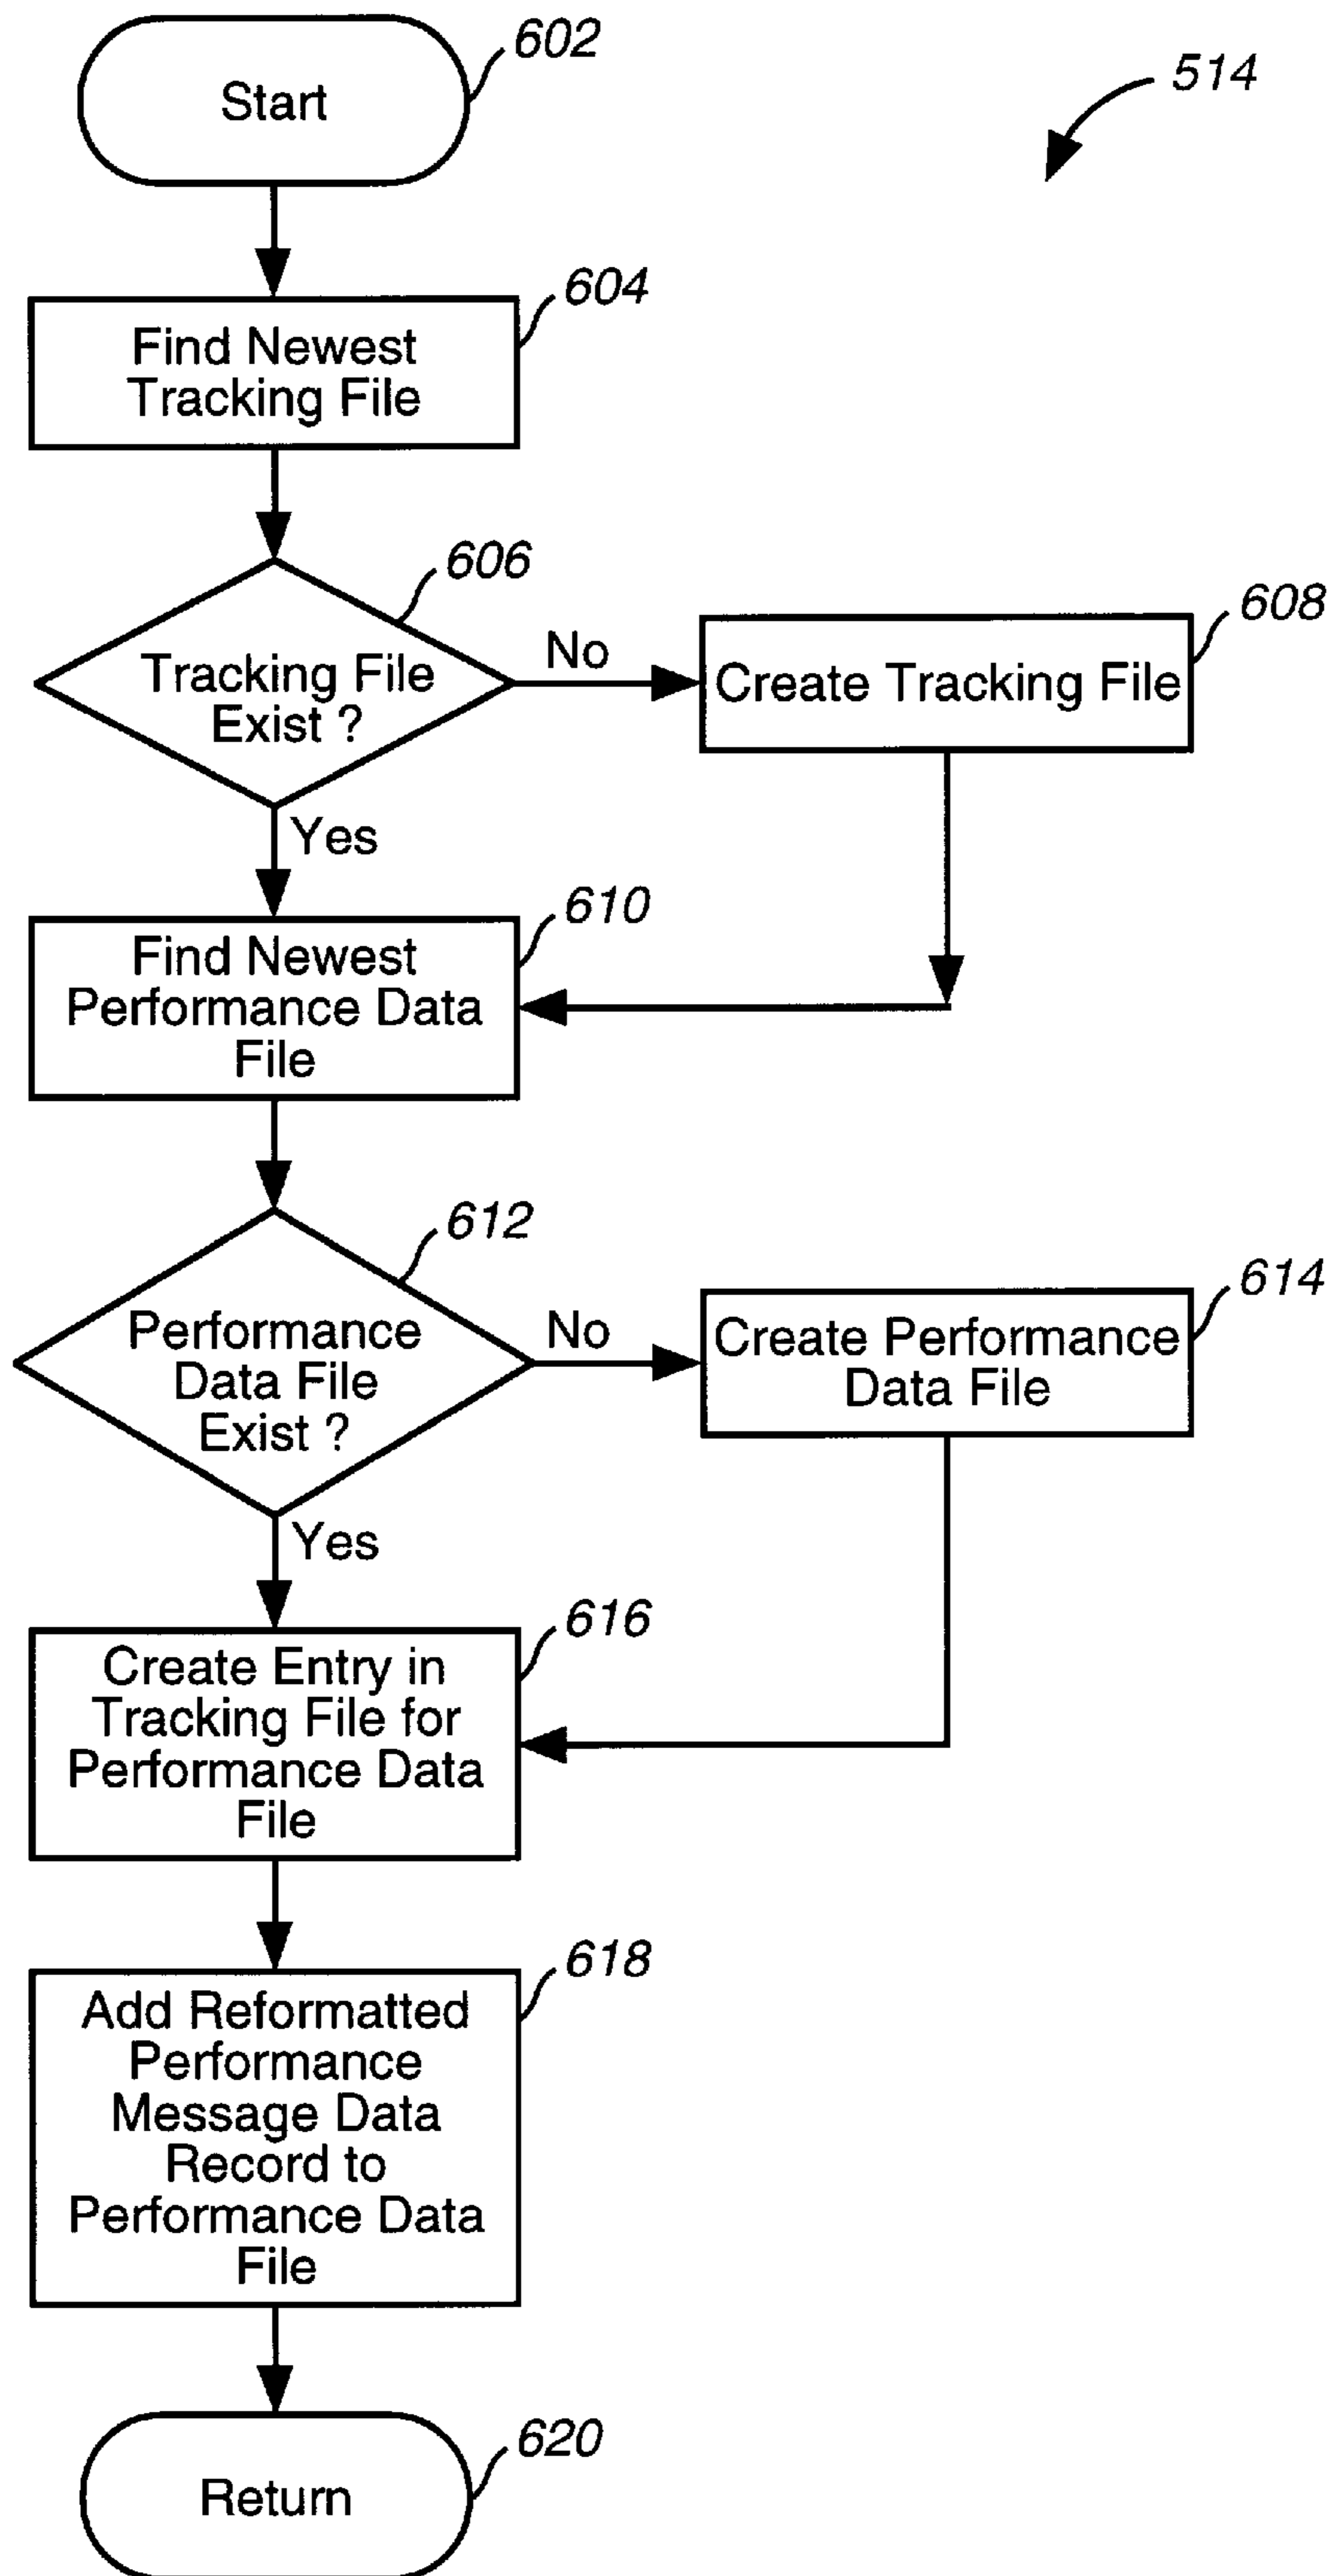 602
Start
514
604
Find Newest
Tracking File
606
Tracking File
Exist ?
No
608
Create Tracking File
Yes
610
Find Newest
Performance Data
File
612
Performance
Data File
Exist ?
No
614
Create Performance
Data File
Yes
616
Create Entry in
Tracking File for
Performance Data
File
618
Add Reformatted
Performance
Message Data
Record to
Performance Data
File
620
Return